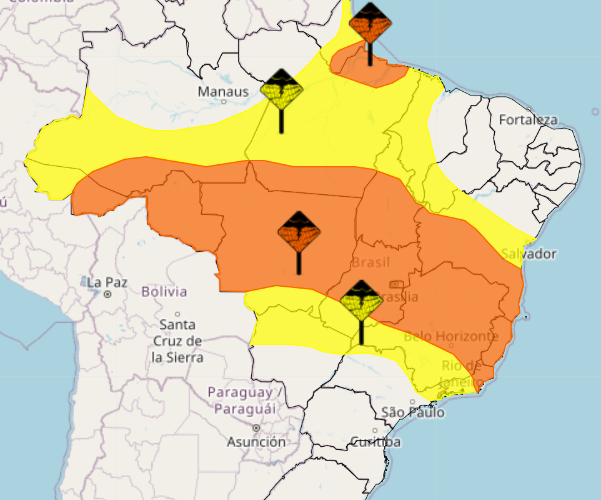 Colombia
Manaus
Fortaleza
Salvador
Brasil
Brasília
La Paz
Bolivia
Santa
Cruz de
la Sierra
Belo Horizonte
Rio de
Janeiro
Paraguay /
Paraguái
São Paulo
Asunción
Curitiba